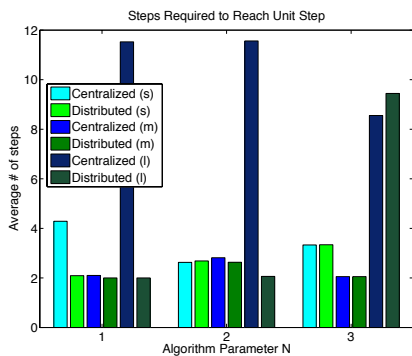 Steps Required to Reach Unit Step
12
10
8
6
4
2
0
Average # of steps
Centralized (s)
Distributed (s)
Centralized (m)
Distributed (m)
Centralized (l)
Distributed (l)
1 2 3
Algorithm Parameter N